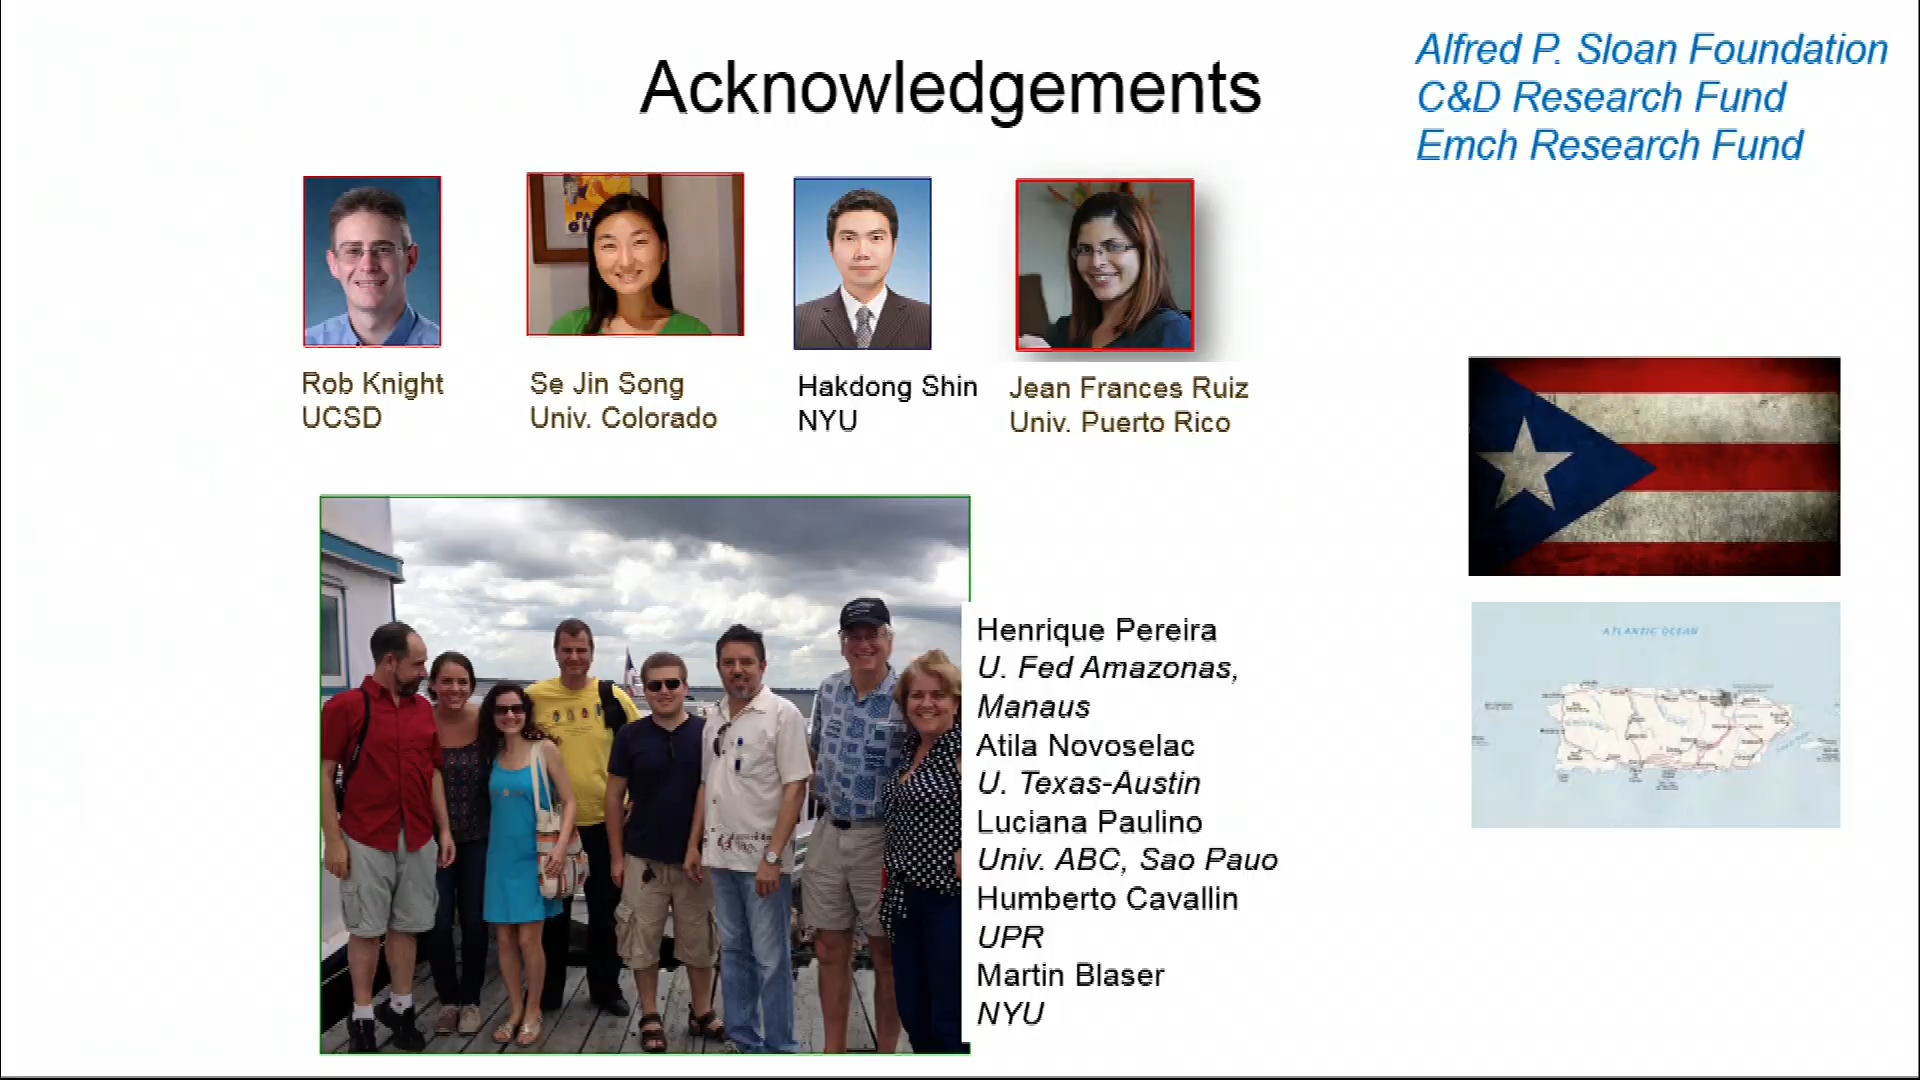 Acknowledgements
Alfred P. Sloan Foundation
C&D Research Fund
Emch Research Fund
Rob Knight
UCSD
Se Jin Song
Univ. Colorado
Hakdong Shin
NYU
Jean Frances Ruiz
Univ. Puerto Rico
Henrique Pereira
U. Fed Amazonas,
Manaus
Atila Novoselac
U. Texas-Austin
Luciana Paulino
Univ. ABC, Sao Pauo
Humberto Cavallin
UPR
Martin Blaser
NYU
ATLANTIC OCEAN